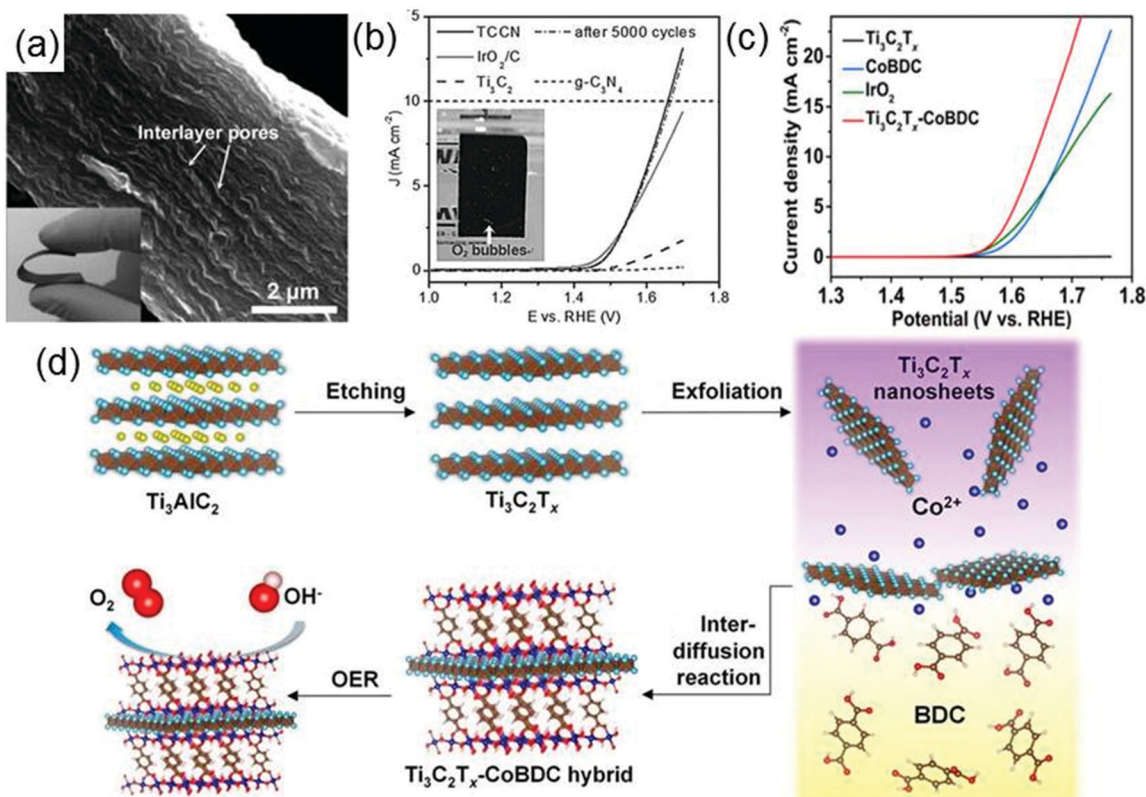 (a)
Interlayer pores
2 μm
(b)
TCCN
after 5000 cycles
IrO₂/C
Ti₃C₂
g-C₃N₄
J (mA cm⁻²)
15
10
5
0
O₂ bubbles
1.0
1.2
1.4
1.6
1.8
E vs. RHE (V)
(c)
Ti₃C₂Tₓ
CoBDC
IrO₂
Ti₃C₂Tₓ-CoBDC
Current density (mA cm⁻²)
20
15
10
5
0
1.3
1.4
1.5
1.6
1.7
1.8
Potential (V vs. RHE)
(d)
Ti₃AlC₂
Etching
Ti₃C₂Tₓ
Exfoliation
Ti₃C₂Tₓ
nanosheets
Co²⁺
BDC
Inter-
diffusion
reaction
Ti₃C₂Tₓ-CoBDC hybrid
OER
O₂
OH⁻